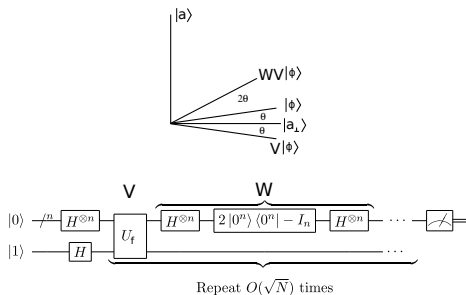 |a⟩
WV|ϕ⟩
2θ
|ϕ⟩
θ
|a⊥⟩
θ
V|ϕ⟩
V W
|0⟩ /n H⊗n H⊗n 2|0n⟩⟨0n| − In H⊗n ···
Uf
|1⟩ H ···
Repeat O(√N) times